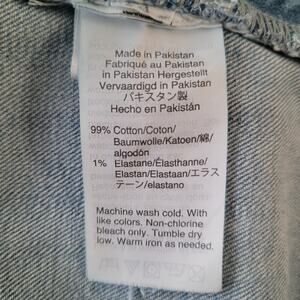 Made in Pakistan
Fabriqué au Pakistan
in Pakistan Hergestellt
Vervaardigd in Pakistan
パキスタン製
Hecho en Pakistán
99% Cotton/Coton/
Baumwolle/Katoen/綿/
algodón
1% Elastane/Élasthanne/
Elastan/Elastaan/エラス
テーン/elastano
Machine wash cold. With
like colors. Non-chlorine
bleach only. Tumble dry
low. Warm iron as needed.